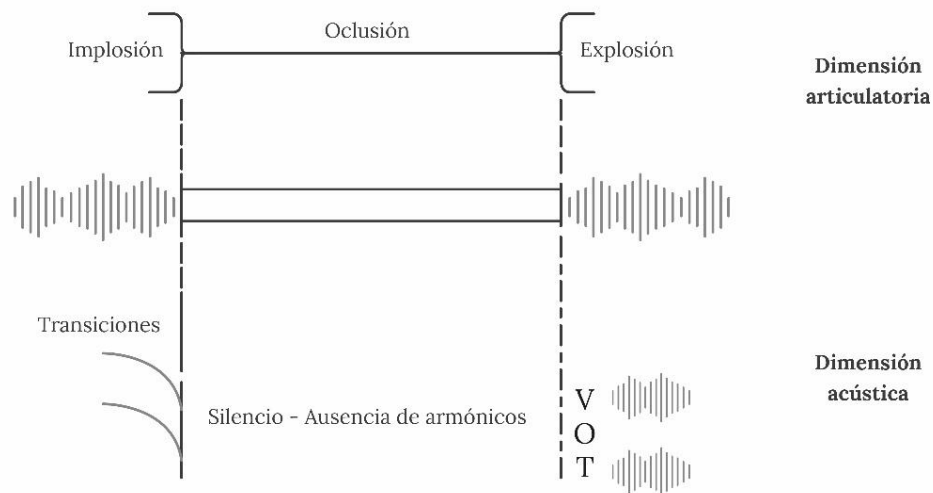 Oclusión
Implosión
Explosión
Dimensión
articulatoria
Transiciones
Dimensión
acústica
Silencio - Ausencia de armónicos
V
O
T